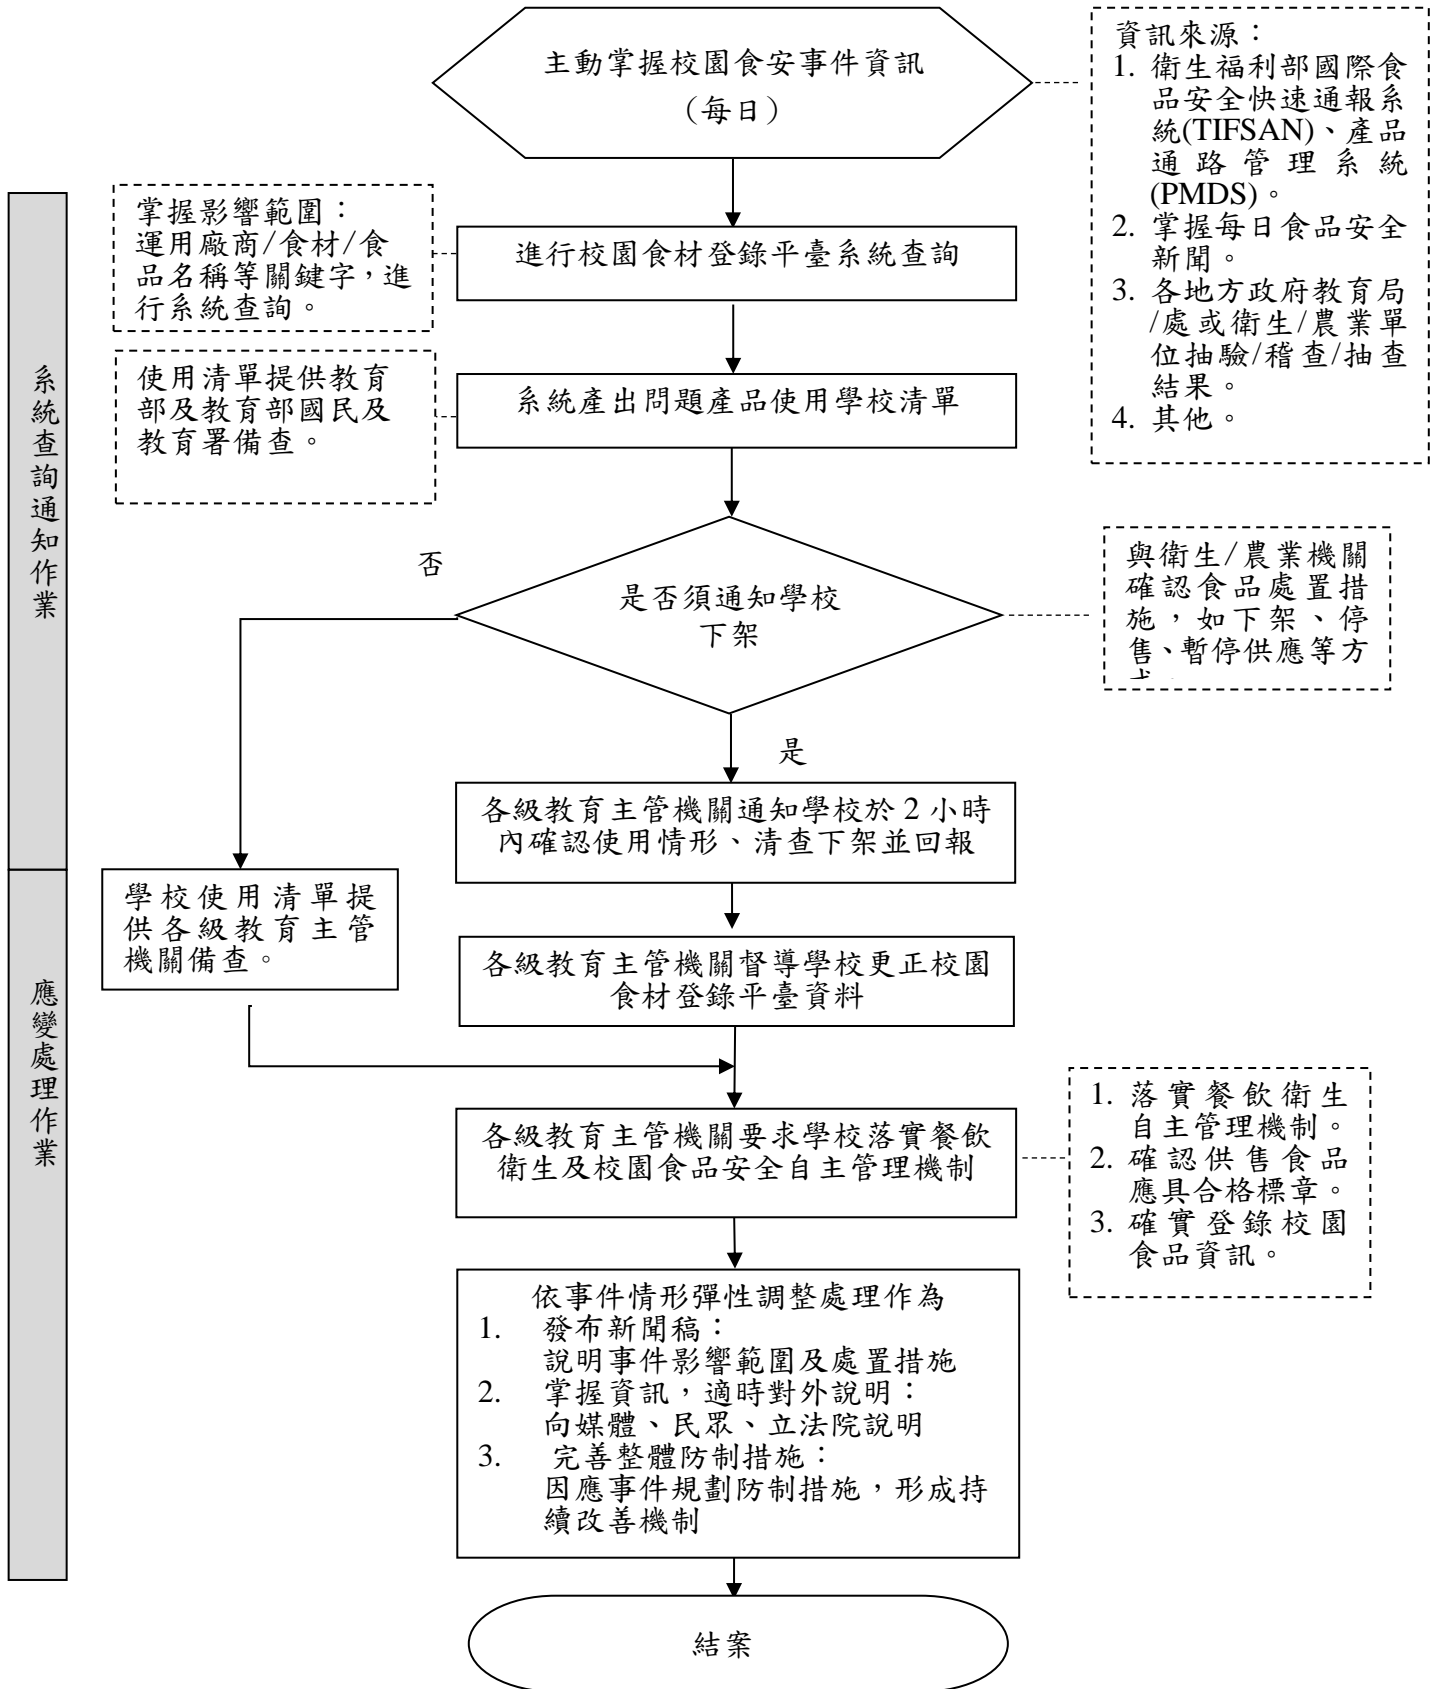 主動掌握校園食安事件資訊
（每日）
資訊來源：
1. 衛生福利部國際食
品安全快速通報系
統(TIFSAN)、產品
通路管理系統
(PMDS)。
2. 掌握每日食品安全
新聞。
3. 各地方政府教育局
/處或衛生/農業單
位抽驗/稽查/抽查
結果。
4. 其他。
系統查詢通知作業
掌握影響範圍：
運用廠商/食材/食
品名稱等關鍵字，進
行系統查詢。
進行校園食材登錄平臺系統查詢
使用清單提供教育
部及教育部國民及
教育署備查。
系統產出問題產品使用學校清單
否
是否須通知學校
下架
與衛生/農業機關
確認食品處置措
施，如下架、停
售、暫停供應等方
是
各級教育主管機關通知學校於 2 小時
內確認使用情形、清查下架並回報
應變處理作業
學校使用清單提
供各級教育主管
機關備查。
各級教育主管機關督導學校更正校園
食材登錄平臺資料
各級教育主管機關要求學校落實餐飲
衛生及校園食品安全自主管理機制
1. 落實餐飲衛生
自主管理機制。
2. 確認供售食品
應具合格標章。
3. 確實登錄校園
食品資訊。
依事件情形彈性調整處理作為
1. 發布新聞稿：
說明事件影響範圍及處置措施
2. 掌握資訊，適時對外說明：
向媒體、民眾、立法院說明
3. 完善整體防制措施：
因應事件規劃防制措施，形成持
續改善機制
結案